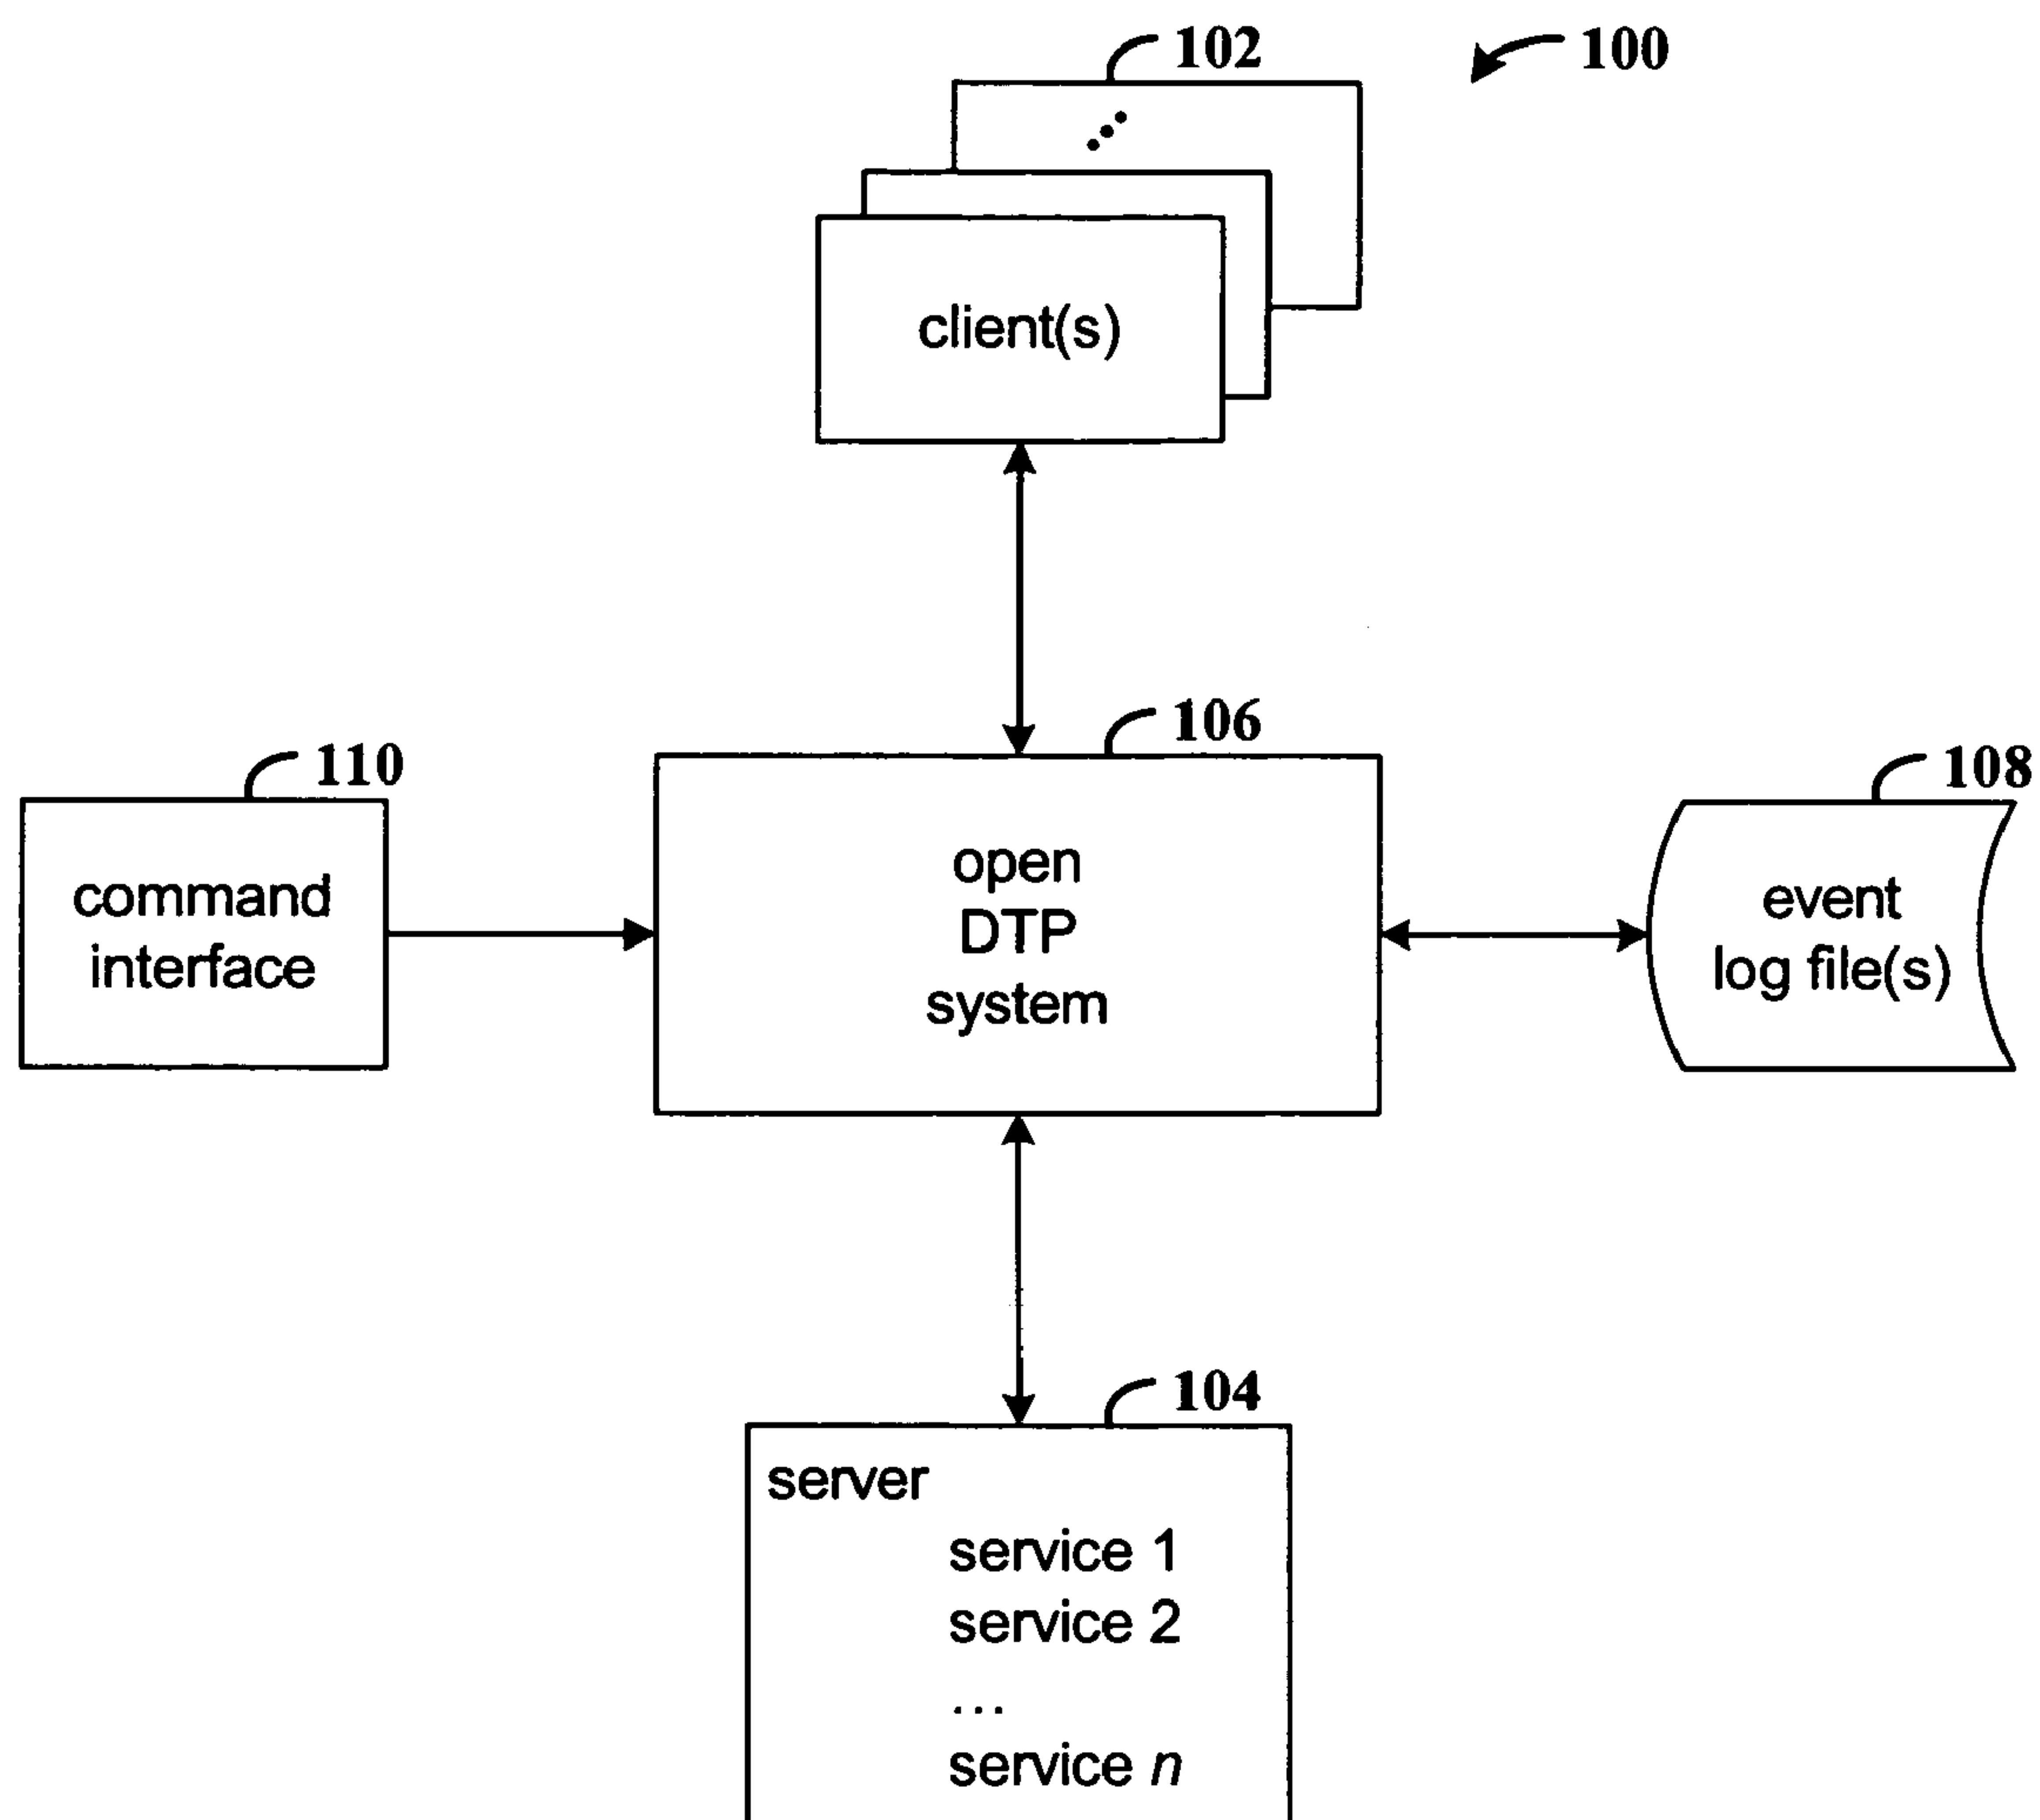 102
100
client(s)
106
110
108
open
DTP
system
command
interface
event
log file(s)
104
server
service 1
service 2
...
service n